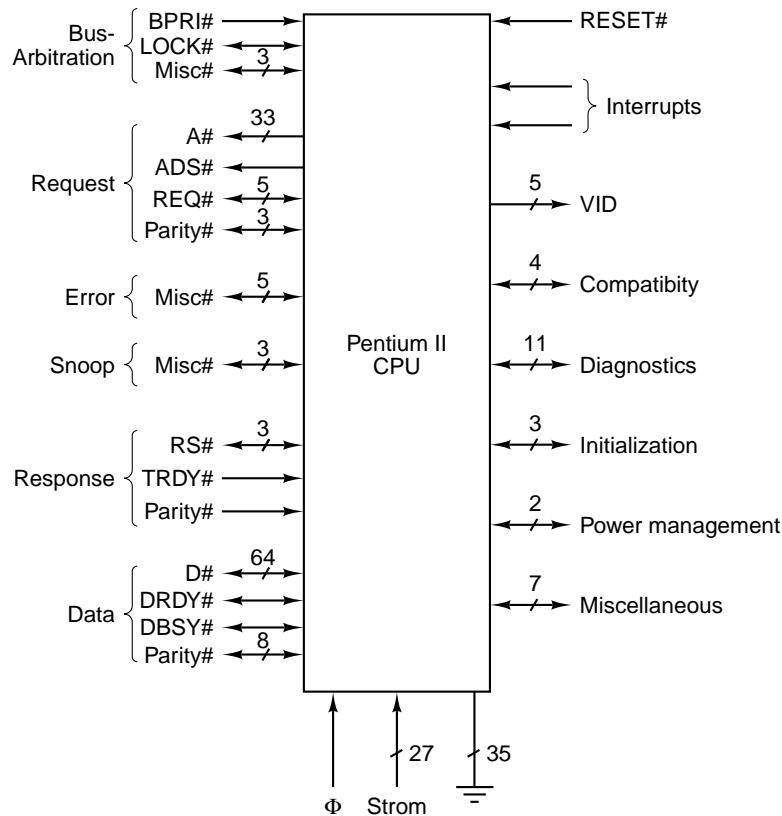 Bus-
Arbitration
BPRI#
LOCK#
Misc#
3
Request
A#
33
ADS#
REQ#
5
Parity#
3
Error
Misc#
5
Snoop
Misc#
3
Response
RS#
3
TRDY#
Parity#
Data
D#
64
DRDY#
DBSY#
Parity#
8
Pentium II
CPU
RESET#
Interrupts
5
VID
4
Compatibity
11
Diagnostics
3
Initialization
2
Power management
7
Miscellaneous
27
35
Φ
Strom